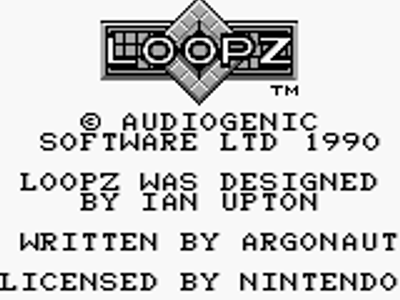 LOOPZ
TM
© AUDIOGENIC
SOFTWARE LTD 1990
LOOPZ WAS DESIGNED
BY IAN UPTON
WRITTEN BY ARGONAUT
LICENSED BY NINTENDO